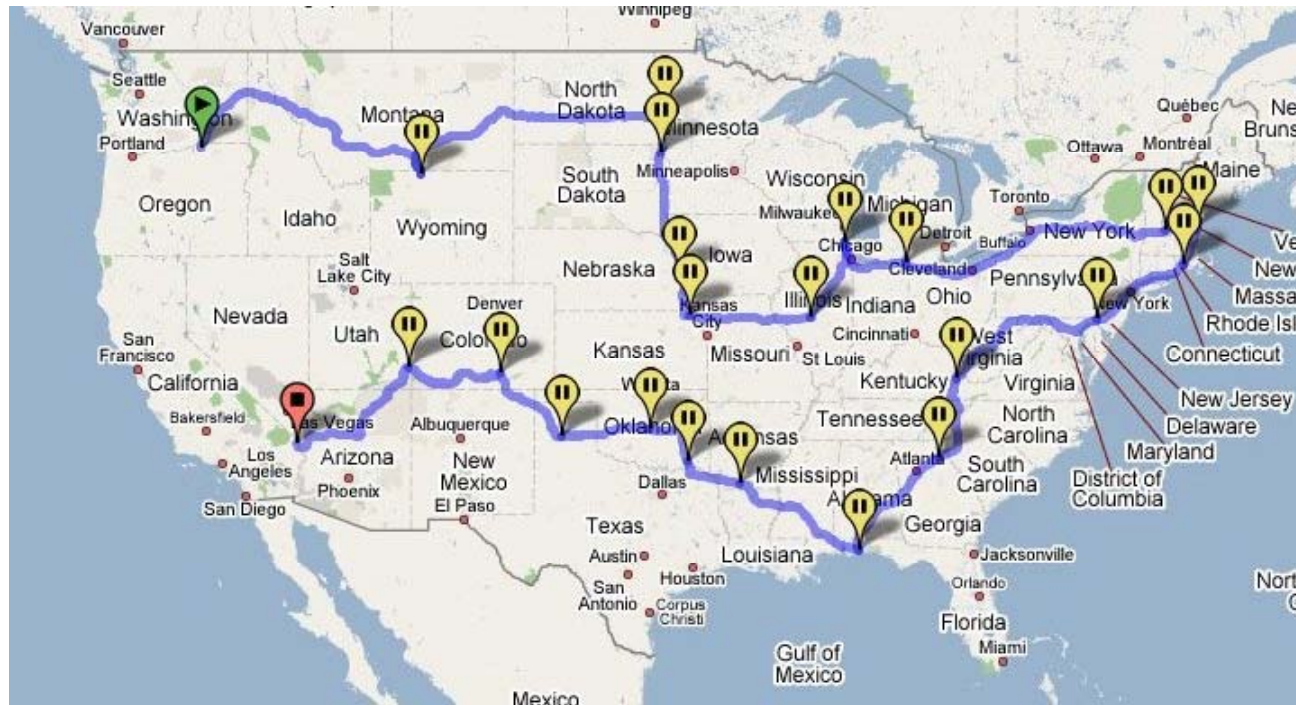 Winnipeg
Vancouver
Seattle
Washington
Portland
Montana
North
Dakota
Minnesota
Québec
Ottawa
Montréal
New
Bruns
Maine
Oregon
Idaho
South
Dakota
Minneapolis
Wisconsin
Milwaukee
Michigan
Toronto
Detroit
Buffalo
New York
Ve
Wyoming
Salt
Lake City
Nebraska
Iowa
Chicago
Cleveland
Pennsylvania
New
Massa
Nevada
Utah
Denver
Colorado
Kansas
City
Illinois
Indiana
Ohio
New York
Rhode Isl
Connecticut
San
Francisco
California
Kansas
Missouri
St Louis
Cincinnati
West
Virginia
Kentucky
Virginia
New Jersey
Delaware
Maryland
District of
Columbia
Bakersfield
Las Vegas
Albuquerque
Wichita
Oklahoma
Arkansas
Tennessee
North
Carolina
Los
Angeles
Arizona
Phoenix
New
Mexico
San Diego
El Paso
Dallas
Mississippi
Alabama
Atlanta
South
Carolina
Georgia
Texas
Austin
San
Antonio
Houston
Corpus
Christi
Louisiana
Jacksonville
Orlando
Florida
Miami
Gulf of
Mexico
Mexico
Nort